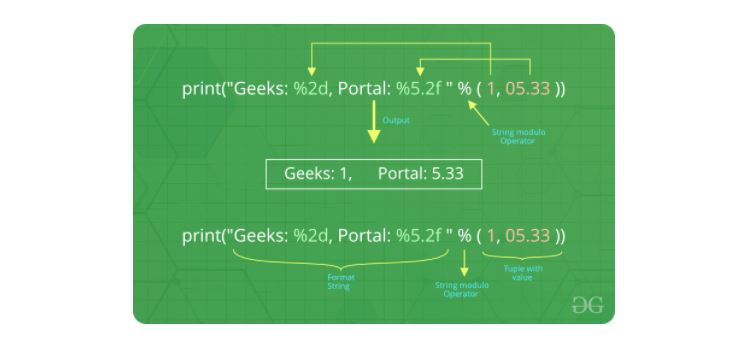 print("Geeks: %2d, Portal: %5.2f " % ( 1, 05.33 ))
Output
String modulo
Operator
Geeks: 1, Portal: 5.33
print("Geeks: %2d, Portal: %5.2f " % ( 1, 05.33 ))
Format
String
String modulo
Operator
Tuple with
value
GG